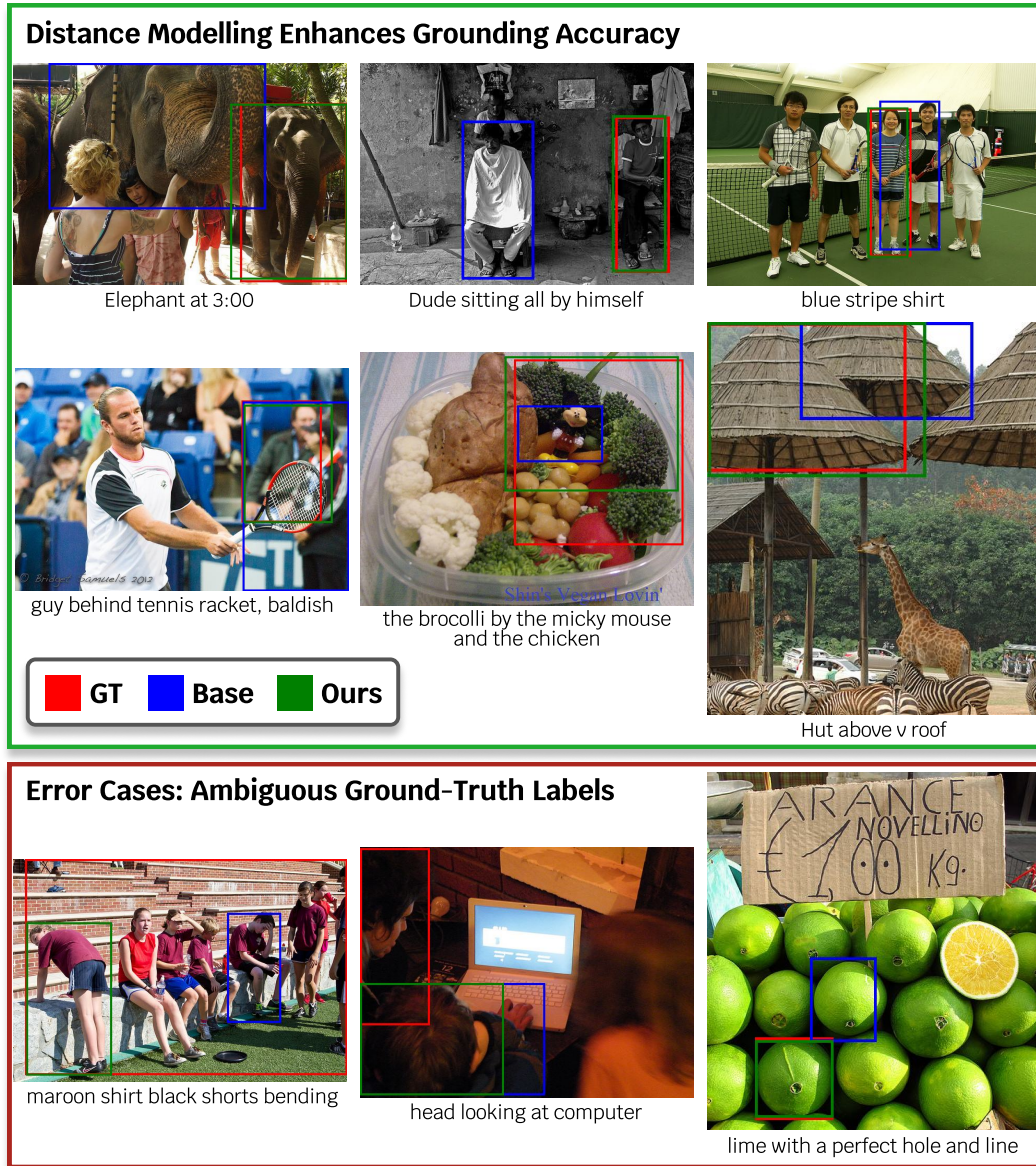 Distance Modelling Enhances Grounding Accuracy
Elephant at 3:00
Dude sitting all by himself
blue stripe shirt
© Bridget Samuels 2012
guy behind tennis racket, baldish
Shin's Vegan Lovin'
the brocolli by the micky mouse
and the chicken
Hut above v roof
GT Base Ours
Error Cases: Ambiguous Ground-Truth Labels
maroon shirt black shorts bending
head looking at computer
ARANCE
NOVELLINO
€ 1,00 Kg.
lime with a perfect hole and line